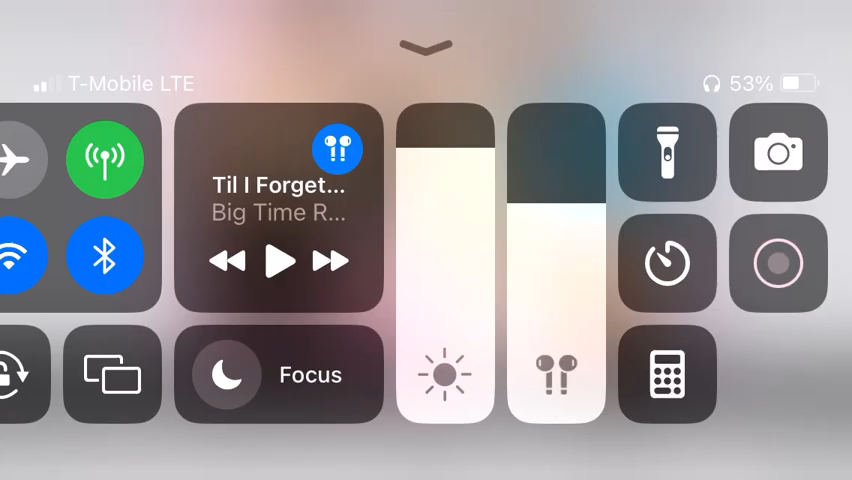 T-Mobile LTE
53%
Til I Forget...
Big Time R...
Focus